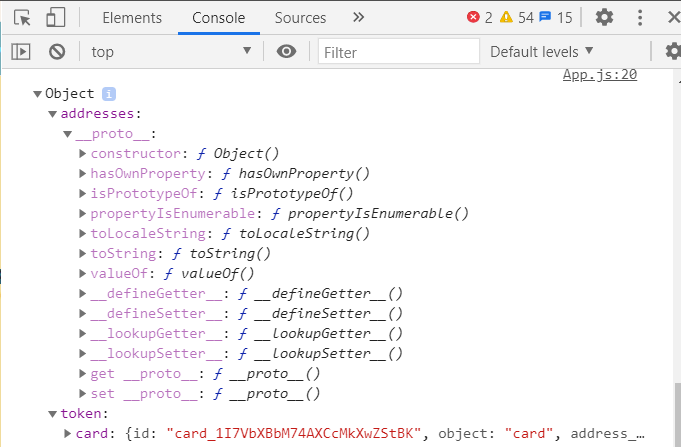 Elements Console Sources » 2 54 15
top Filter Default levels
App.js:20
Object i
addresses:
__proto__:
constructor: ƒ Object()
hasOwnProperty: ƒ hasOwnProperty()
isPrototypeOf: ƒ isPrototypeOf()
propertyIsEnumerable: ƒ propertyIsEnumerable()
toLocaleString: ƒ toLocaleString()
toString: ƒ toString()
valueOf: ƒ valueOf()
__defineGetter__: ƒ __defineGetter__()
__defineSetter__: ƒ __defineSetter__()
__lookupGetter__: ƒ __lookupGetter__()
__lookupSetter__: ƒ __lookupSetter__()
get __proto__: ƒ __proto__()
set __proto__: ƒ __proto__()
token:
card: {id: "card_1I7VbXBbM74AXCcMkXwZStBK", object: "card", address_…